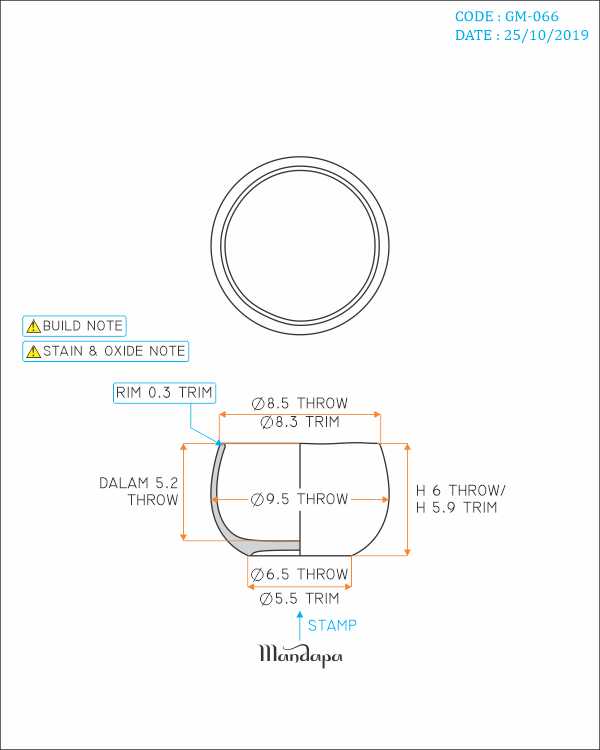 CODE : GM-066
DATE : 25/10/2019
BUILD NOTE
STAIN & OXIDE NOTE
RIM 0.3 TRIM
Ø8.5 THROW
Ø8.3 TRIM
DALAM 5.2
THROW
Ø9.5 THROW
H 6 THROW/
H 5.9 TRIM
Ø6.5 THROW
Ø5.5 TRIM
STAMP
Mandapa